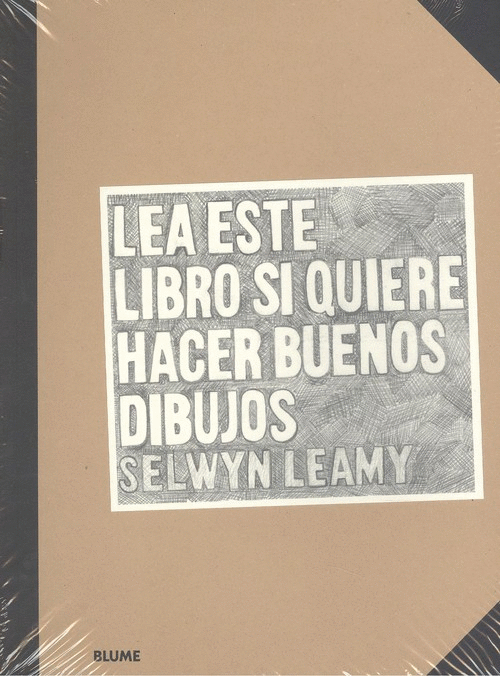 LEA ESTE
LIBRO SI QUIERE
HACER BUENOS
DIBUJOS
SELWYN LEAMY
BLUME